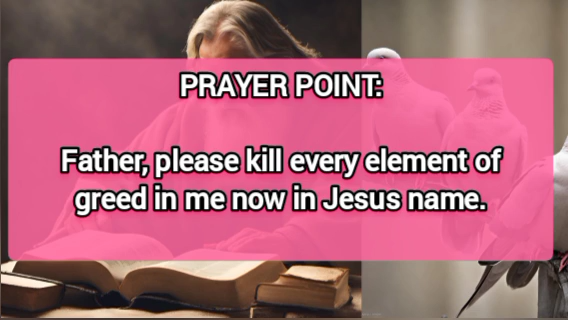 PRAYER POINT:
Father, please kill every element of
greed in me now in Jesus name.